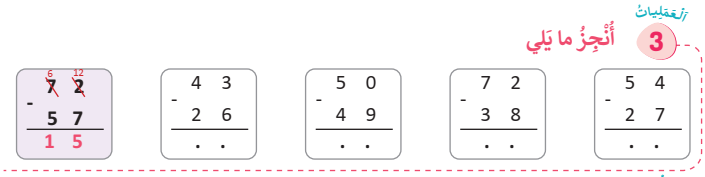 اَلْعَمَلِياتُ
3 أُنْجِزُ ما يَلي
6 12
7 2 4 3 5 0 7 2 5 4
- - - - -
5 7 2 6 4 9 3 8 2 7
1 5 . . . . . . . .